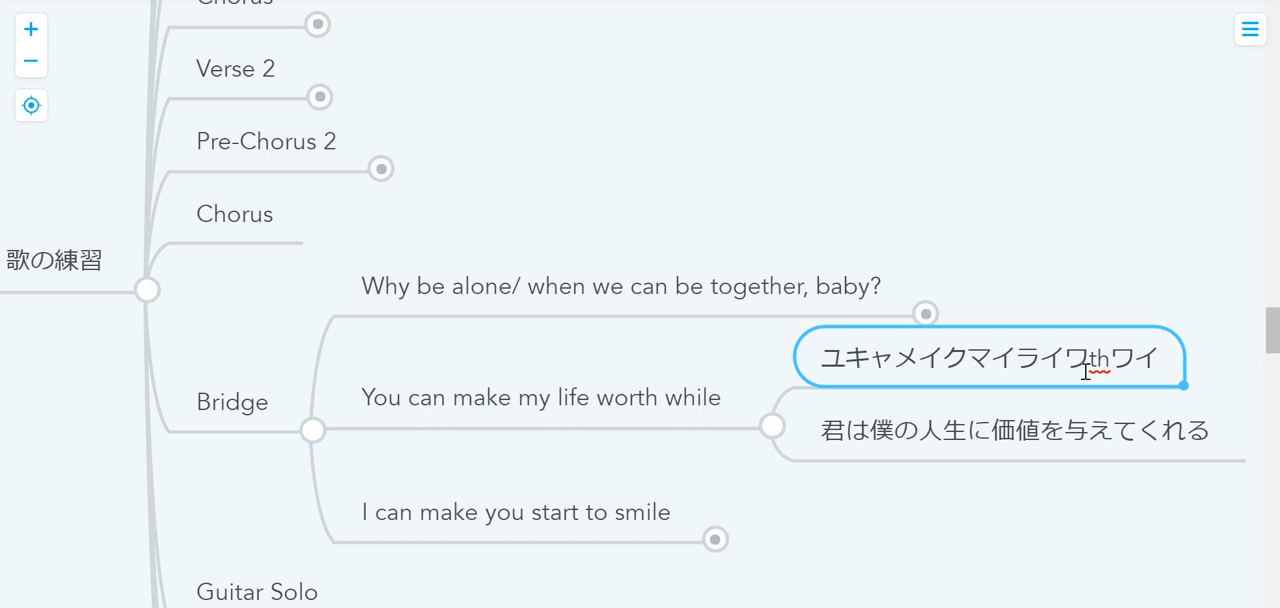 Chorus
Verse 2
Pre-Chorus 2
Chorus
歌の練習
Why be alone/ when we can be together, baby?
ユキャメイクマイライワthワイ
Bridge
You can make my life worth while
君は僕の人生に価値を与えてくれる
I can make you start to smile
Guitar Solo